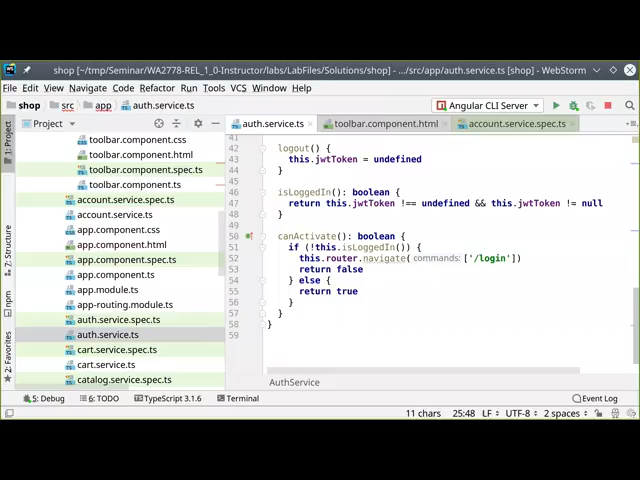 shop [~/tmp/Seminar/WA2778-REL_1_0-Instructor/labs/LabFiles/Solutions/shop] - .../src/app/auth.service.ts [shop] - WebStorm
File Edit View Navigate Code Refactor Run Tools VCS Window Help
shop src app auth.service.ts Angular CLI Server
Project auth.service.ts toolbar.component.html account.service.spec.ts
1: Project
7: Structure
npm
2: Favorites
toolbar.component.css
toolbar.component.html
toolbar.component.spec.ts
toolbar.component.ts
account.service.spec.ts
account.service.ts
app.component.css
app.component.html
app.component.spec.ts
app.component.ts
app.module.ts
app-routing.module.ts
auth.service.spec.ts
auth.service.ts
cart.service.spec.ts
cart.service.ts
catalog.service.spec.ts
41
42 logout() {
43 this.jwtToken = undefined
44 }
45
46 isLoggedIn(): boolean {
47 return this.jwtToken !== undefined && this.jwtToken != null
48 }
49
50 canActivate(): boolean {
51 if (!this.isLoggedIn()) {
52 this.router.navigate( commands: ['/login'])
53 return false
54 } else {
55 return true
56 }
57 }
58 }
59
AuthService
5: Debug 6: TODO TypeScript 3.1.6 Terminal Event Log
11 chars 25:48 LF UTF-8 2 spaces